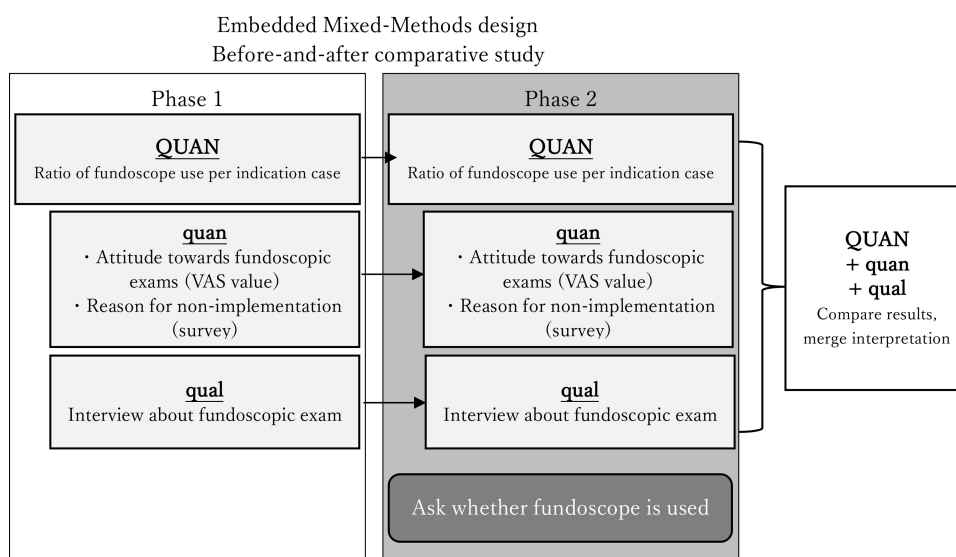 Embedded Mixed-Methods design
Before-and-after comparative study
Phase 1
QUAN
Ratio of fundoscope use per indication case
quan
・Attitude towards fundoscopic
exams (VAS value)
・Reason for non-implementation
(survey)
qual
Interview about fundoscopic exam
Phase 2
QUAN
Ratio of fundoscope use per indication case
quan
・Attitude towards fundoscopic
exams (VAS value)
・Reason for non-implementation
(survey)
qual
Interview about fundoscopic exam
Ask whether fundoscope is used
QUAN
+ quan
+ qual
Compare results,
merge interpretation